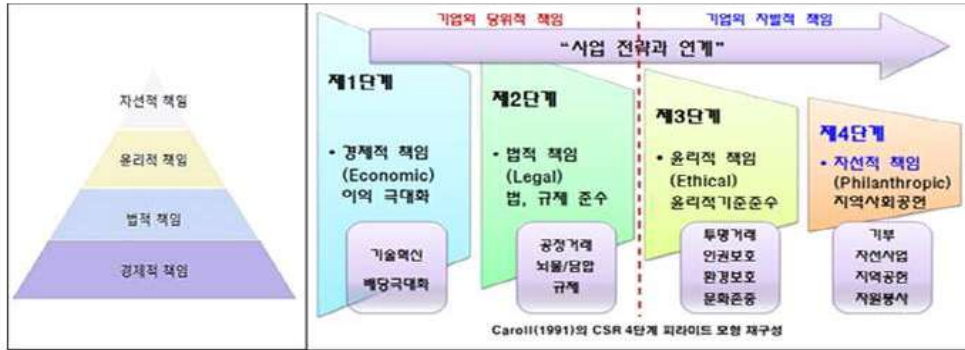 자선적 책임
윤리적 책임
법적 책임
경제적 책임
기업의 당위적 책임
기업의 자발적 책임
“사업 전략과 연계”
제1단계
• 경제적 책임
(Economic)
이익 극대화
기술혁신
배당극대화
제2단계
• 법적 책임
(Legal)
법, 규제 준수
공정거래
뇌물/담합
규제
제3단계
• 윤리적 책임
(Ethical)
윤리적기준준수
투명거래
인권보호
환경보호
문화존중
제4단계
• 자선적 책임
(Philanthropic)
지역사회공헌
기부
자선사업
지역공헌
자원봉사
Caroll(1991)의 CSR 4단계 피라미드 모형 재구성